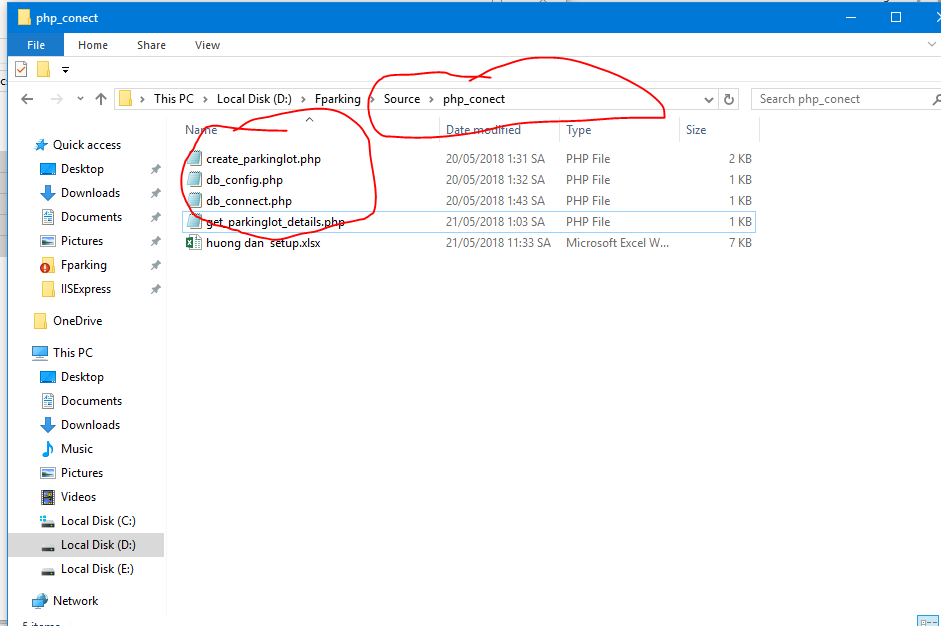 php_conect
File Home Share View
This PC Local Disk (D:) Fparking Source php_conect Search php_conect
Name Date modified Type Size
create_parkinglot.php 20/05/2018 1:31 SA PHP File 2 KB
db_config.php 20/05/2018 1:32 SA PHP File 1 KB
db_connect.php 20/05/2018 1:43 SA PHP File 1 KB
get_parkinglot_details.php 21/05/2018 1:03 SA PHP File 1 KB
huong dan setup.xlsx 21/05/2018 11:33 SA Microsoft Excel W... 7 KB
Quick access
Desktop
Downloads
Documents
Pictures
Fparking
IISExpress
OneDrive
This PC
Desktop
Documents
Downloads
Music
Pictures
Videos
Local Disk (C:)
Local Disk (D:)
Local Disk (E:)
Network
5 items